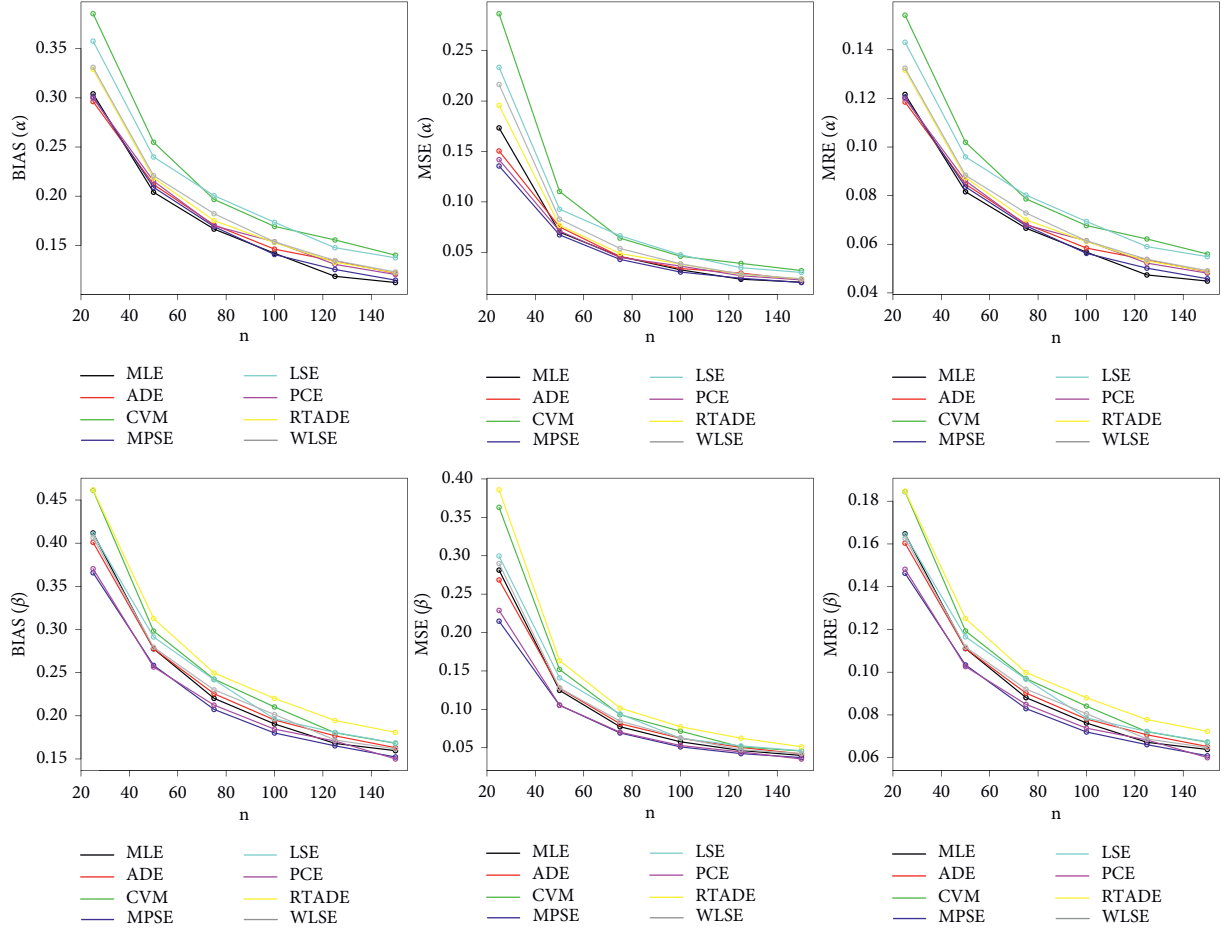 BIAS (α)
0.35
0.30
0.25
0.20
0.15
20 40 60 80 100 120 140
n
MLE LSE
ADE PCE
CVM RTADE
MPSE WLSE
MSE (α)
0.25
0.20
0.15
0.10
0.05
20 40 60 80 100 120 140
n
MLE LSE
ADE PCE
CVM RTADE
MPSE WLSE
MRE (α)
0.14
0.12
0.10
0.08
0.06
0.04
20 40 60 80 100 120 140
n
MLE LSE
ADE PCE
CVM RTADE
MPSE WLSE
BIAS (β)
0.45
0.40
0.35
0.30
0.25
0.20
0.15
20 40 60 80 100 120 140
n
MLE LSE
ADE PCE
CVM RTADE
MPSE WLSE
MSE (β)
0.40
0.35
0.30
0.25
0.20
0.15
0.10
0.05
20 40 60 80 100 120 140
n
MLE LSE
ADE PCE
CVM RTADE
MPSE WLSE
MRE (β)
0.18
0.16
0.14
0.12
0.10
0.08
0.06
20 40 60 80 100 120 140
n
MLE LSE
ADE PCE
CVM RTADE
MPSE WLSE